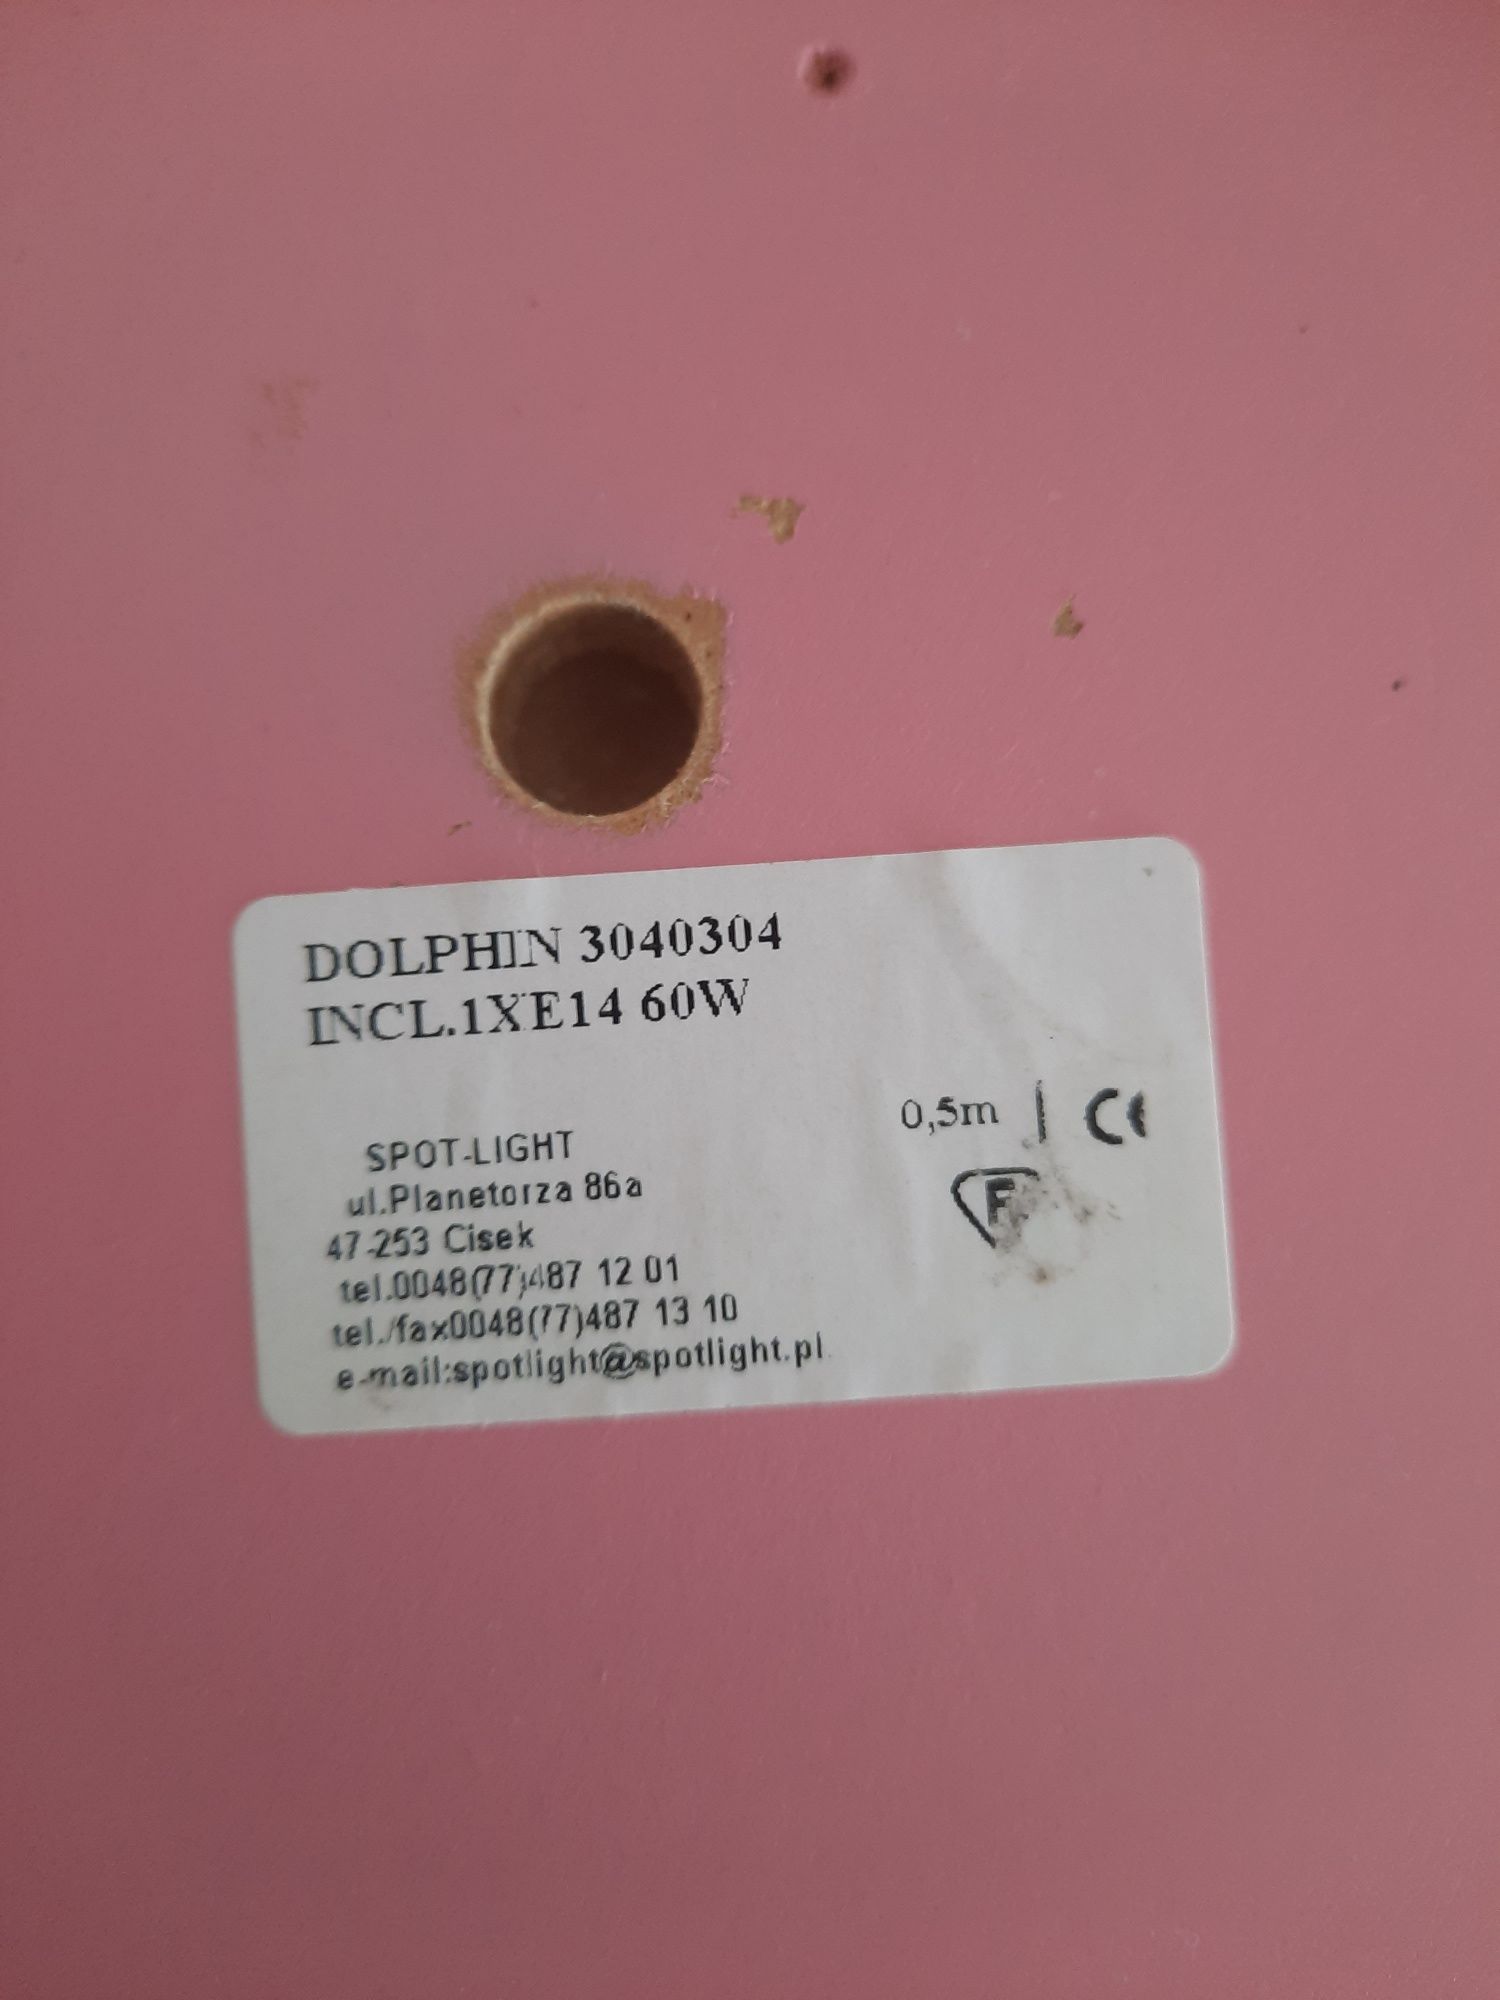 DOLPHIN 3040304
INCL.1XE14 60W
0,5m
CE
F
SPOT-LIGHT
ul.Planetorza 86a
47-253 Cisek
tel.0048(77)487 12 01
tel./fax0048(77)487 13 10
e-mail:spotlight@spotlight.pl